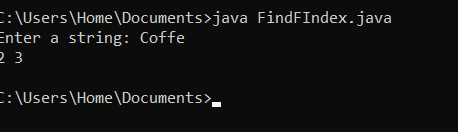 C:\Users\Home\Documents>java FindFIndex.java
Enter a string: Coffe
2 3
C:\Users\Home\Documents>